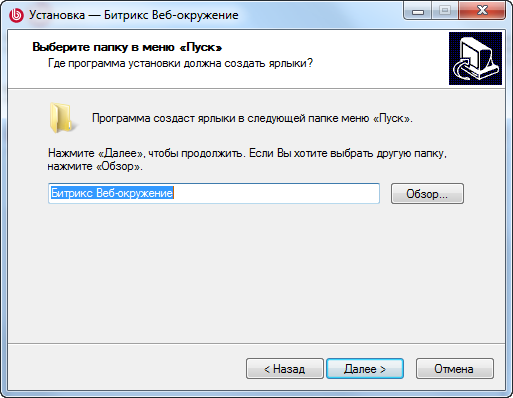 Установка — Битрикс Веб-окружение
Выберите папку в меню «Пуск»
Где программа установки должна создать ярлыки?
Программа создаст ярлыки в следующей папке меню «Пуск».
Нажмите «Далее», чтобы продолжить. Если Вы хотите выбрать другую папку,
нажмите «Обзор».
Битрикс Веб-окружение
Обзор...
< Назад
Далее >
Отмена